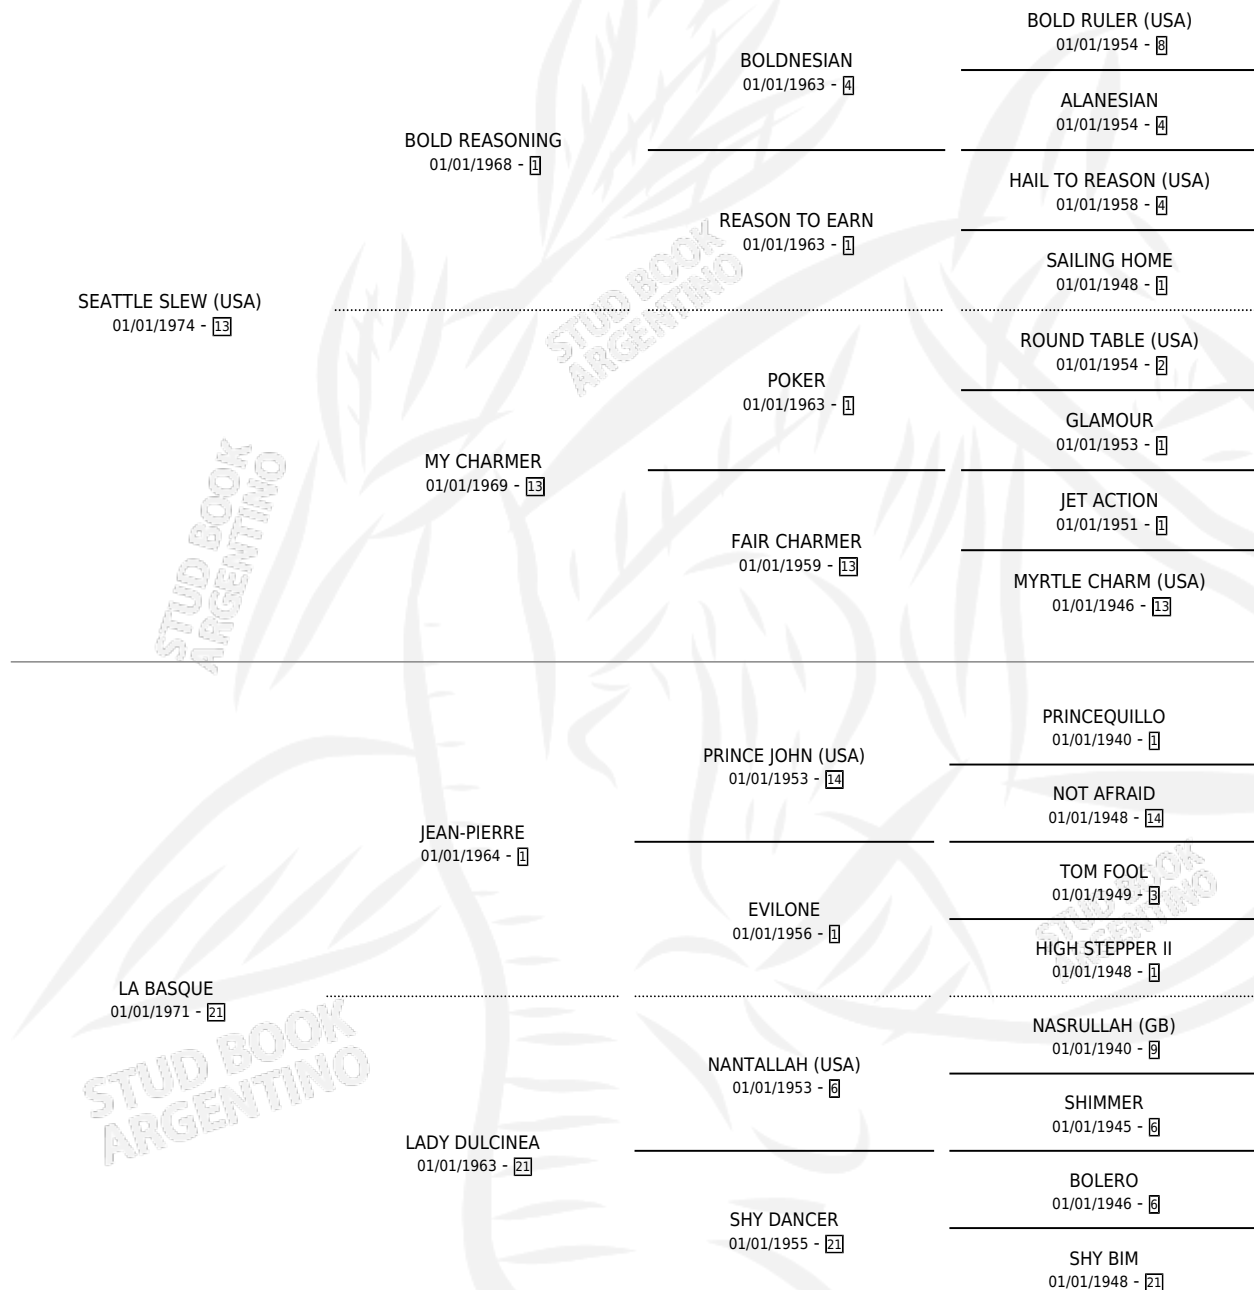 BOLD RULER (USA)
01/01/1954 - 8
BOLDNESIAN
01/01/1963 - 4
ALANESIAN
01/01/1954 - 4
BOLD REASONING
01/01/1968 - 1
HAIL TO REASON (USA)
01/01/1958 - 4
REASON TO EARN
01/01/1963 - 1
SAILING HOME
01/01/1948 - 1
SEATTLE SLEW (USA)
01/01/1974 - 13
STUD BOOK
ARGENTINO
ROUND TABLE (USA)
01/01/1954 - 2
POKER
01/01/1963 - 1
GLAMOUR
01/01/1953 - 1
MY CHARMER
01/01/1969 - 13
JET ACTION
01/01/1951 - 1
FAIR CHARMER
01/01/1959 - 13
MYRTLE CHARM (USA)
01/01/1946 - 13
STUD BOOK
ARGENTINO
PRINCEQUILLO
01/01/1940 - 1
PRINCE JOHN (USA)
01/01/1953 - 14
NOT AFRAID
01/01/1948 - 14
JEAN-PIERRE
01/01/1964 - 1
TOM FOOL
01/01/1949 - 3
EVILONE
01/01/1956 - 1
STUD BOOK
ARGENTINO
HIGH STEPPER II
01/01/1948 - 1
LA BASQUE
01/01/1971 - 21
STUD BOOK
ARGENTINO
NASRULLAH (GB)
01/01/1940 - 9
NANTALLAH (USA)
01/01/1953 - 6
SHIMMER
01/01/1945 - 6
LADY DULCINEA
01/01/1963 - 21
BOLERO
01/01/1946 - 6
SHY DANCER
01/01/1955 - 21
SHY BIM
01/01/1948 - 21